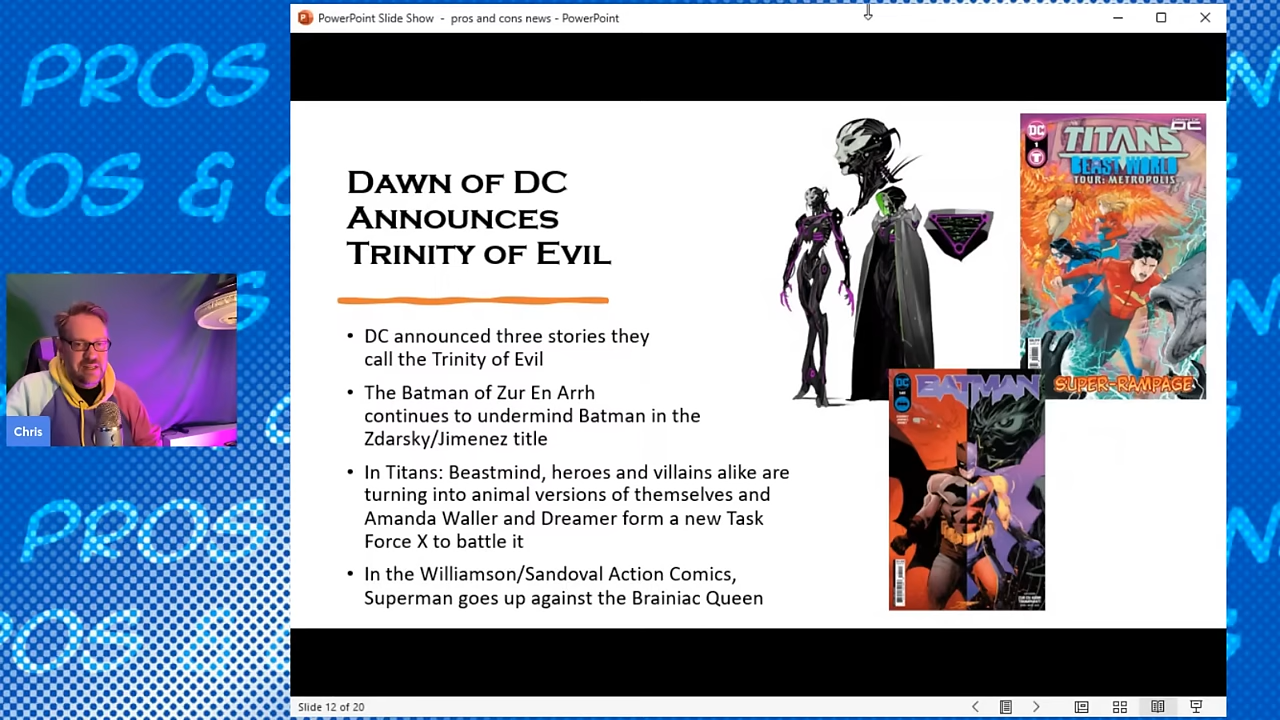 PowerPoint Slide Show - pros and cons news - PowerPoint
PROS
PROS & C
DAWN OF DC
ANNOUNCES
TRINITY OF EVIL
• DC announced three stories they
call the Trinity of Evil
• The Batman of Zur En Arrh
continues to undermind Batman in the
Zdarsky/Jimenez title
• In Titans: Beastmind, heroes and villains alike are
turning into animal versions of themselves and
Amanda Waller and Dreamer form a new Task
Force X to battle it
• In the Williamson/Sandoval Action Comics,
Superman goes up against the Brainiac Queen
DC
1
T
DC
TITANS
BEAST WORLD
TOUR: METROPOLIS
SUPER-RAMPAGE
DC
BATMAN
Chris
PROS
Slide 12 of 20